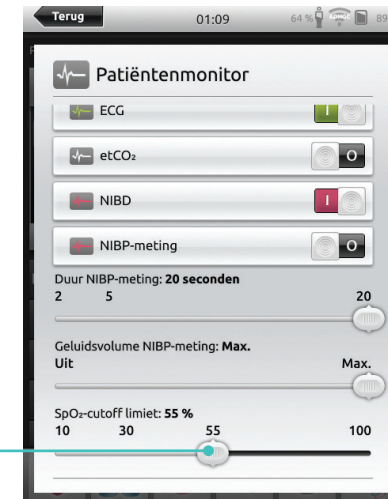 Terug 01:09 64 % 89
Patiëntenmonitor
ECG I
etCO₂ O
NIBD I
NIBP-meting O
Duur NIBP-meting: 20 seconden
2 5 20
Geluidsvolume NIBP-meting: Max.
Uit Max.
SpO₂-cutoff limiet: 55 %
10 30 55 100